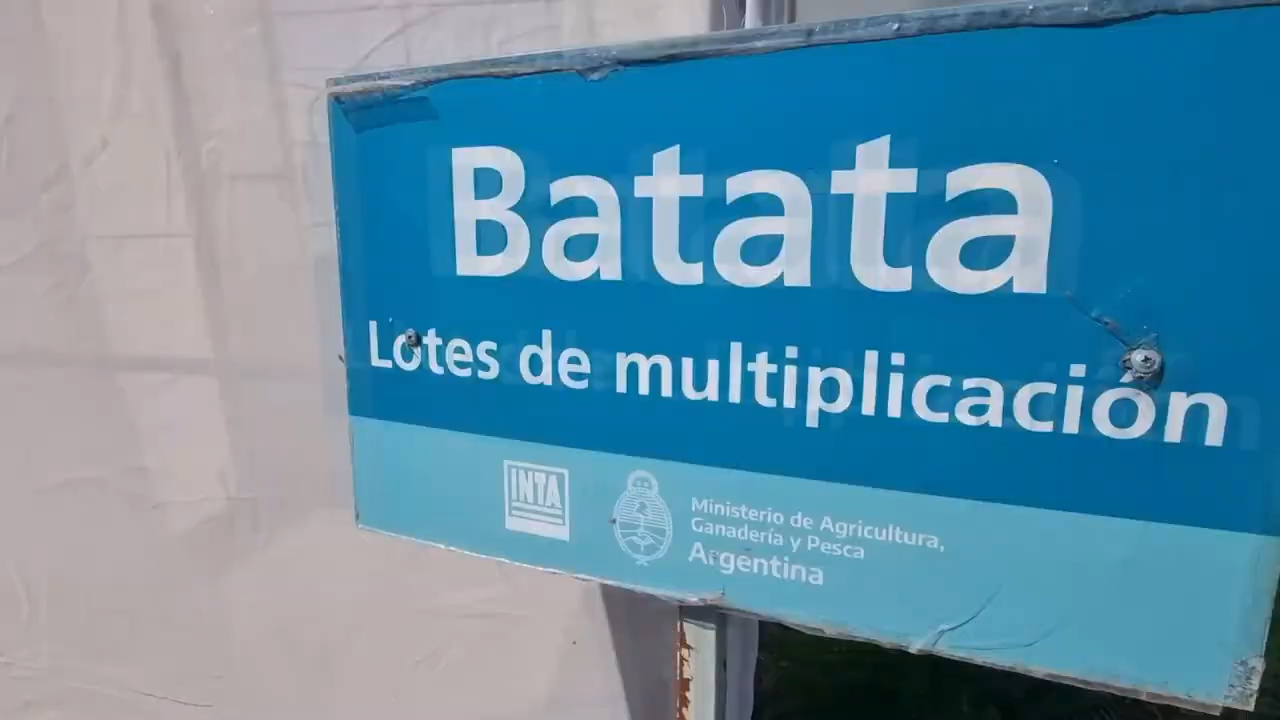 Batata
Lotes de multiplicación
INTA
Ministerio de Agricultura,
Ganadería y Pesca
Argentina